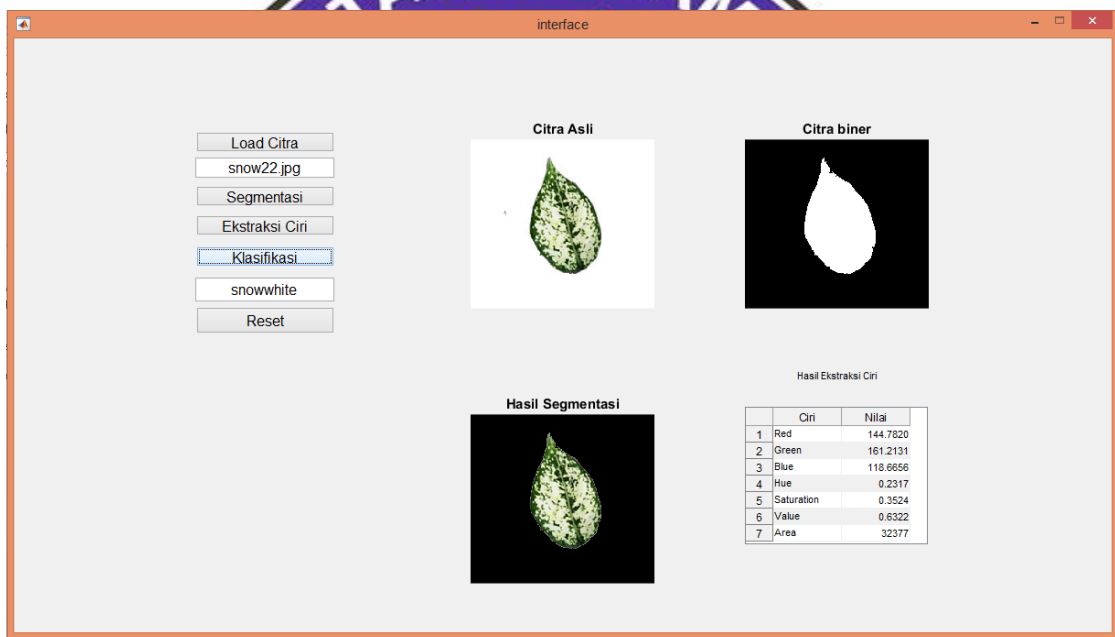 interface
Load Citra
snow22.jpg
Segmentasi
Ekstraksi Ciri
Klasifikasi
snowwhite
Reset
Citra Asli
Citra biner
Hasil Segmentasi
Hasil Ekstraksi Ciri
Ciri Nilai
1 Red 144.7820
2 Green 161.2131
3 Blue 118.6656
4 Hue 0.2317
5 Saturation 0.3524
6 Value 0.6322
7 Area 32377